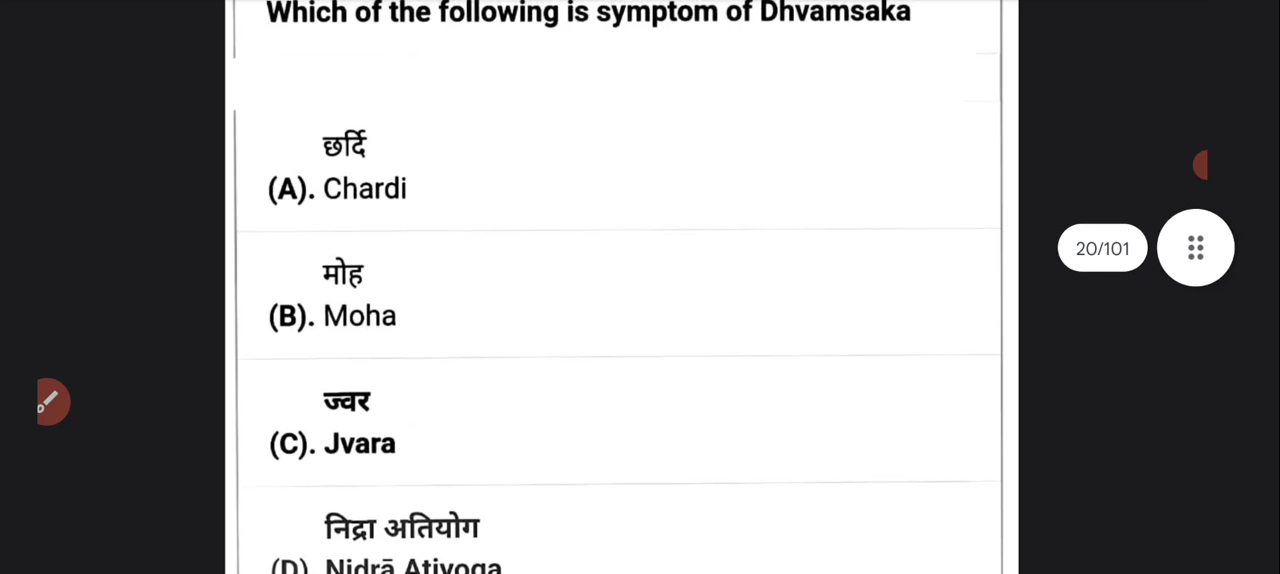 Which of the following is symptom of Dhvamsaka
छर्दि
(A). Chardi
मोह
(B). Moha
ज्वर
(C). Jvara
निद्रा अतियोग
(D). Nidrā Atiyoga
20/101